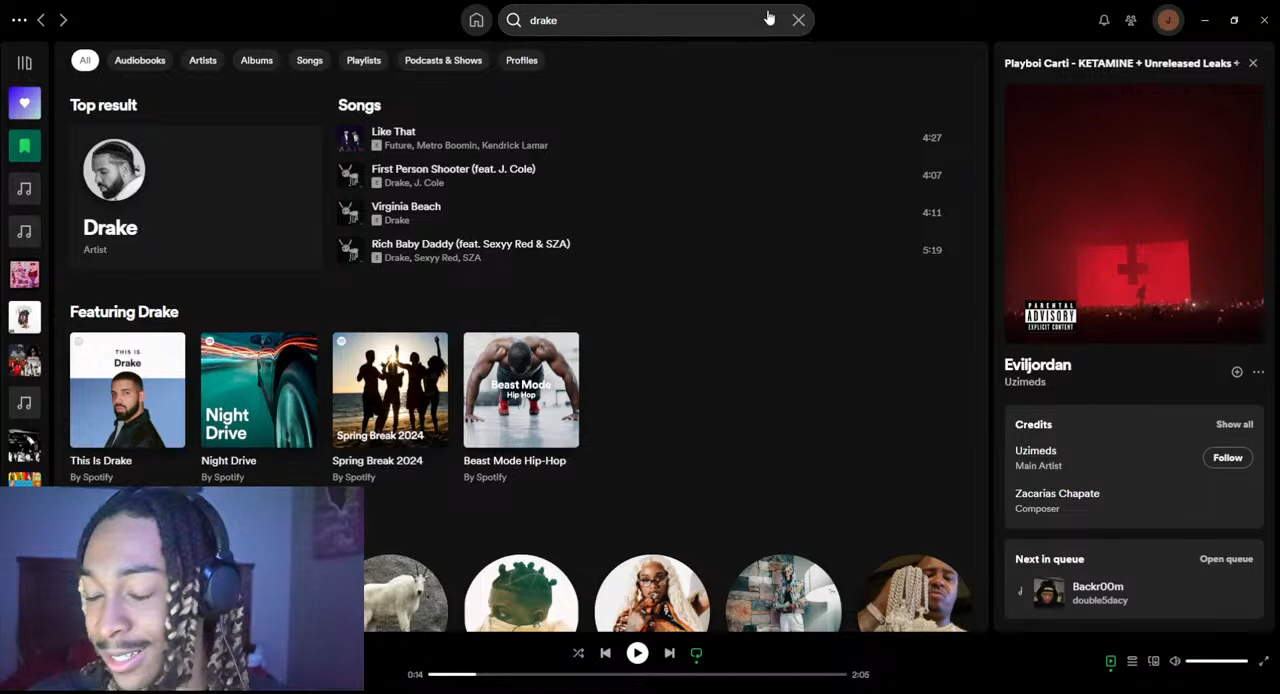 drake
J
All
Audiobooks
Artists
Albums
Songs
Playlists
Podcasts & Shows
Profiles
Playboi Carti - KETAMINE + Unreleased Leaks +
Top result
Drake
Artist
Songs
Like That
E Future, Metro Boomin, Kendrick Lamar
4:27
First Person Shooter (feat. J. Cole)
E Drake, J. Cole
4:07
Virginia Beach
E Drake
4:11
Rich Baby Daddy (feat. Sexyy Red & SZA)
E Drake, Sexyy Red, SZA
5:19
PARENTAL
ADVISORY
EXPLICIT CONTENT
Featuring Drake
THIS IS
Drake
Night
Drive
Spring Break 2024
Beast Mode
Hip Hop
This Is Drake
By Spotify
Night Drive
By Spotify
Spring Break 2024
By Spotify
Beast Mode Hip-Hop
By Spotify
Eviljordan
Uzimeds
Credits
Show all
Uzimeds
Main Artist
Follow
Zacarias Chapate
Composer
Next in queue
Open queue
Backr00m
double5dacy
0:14
2:05